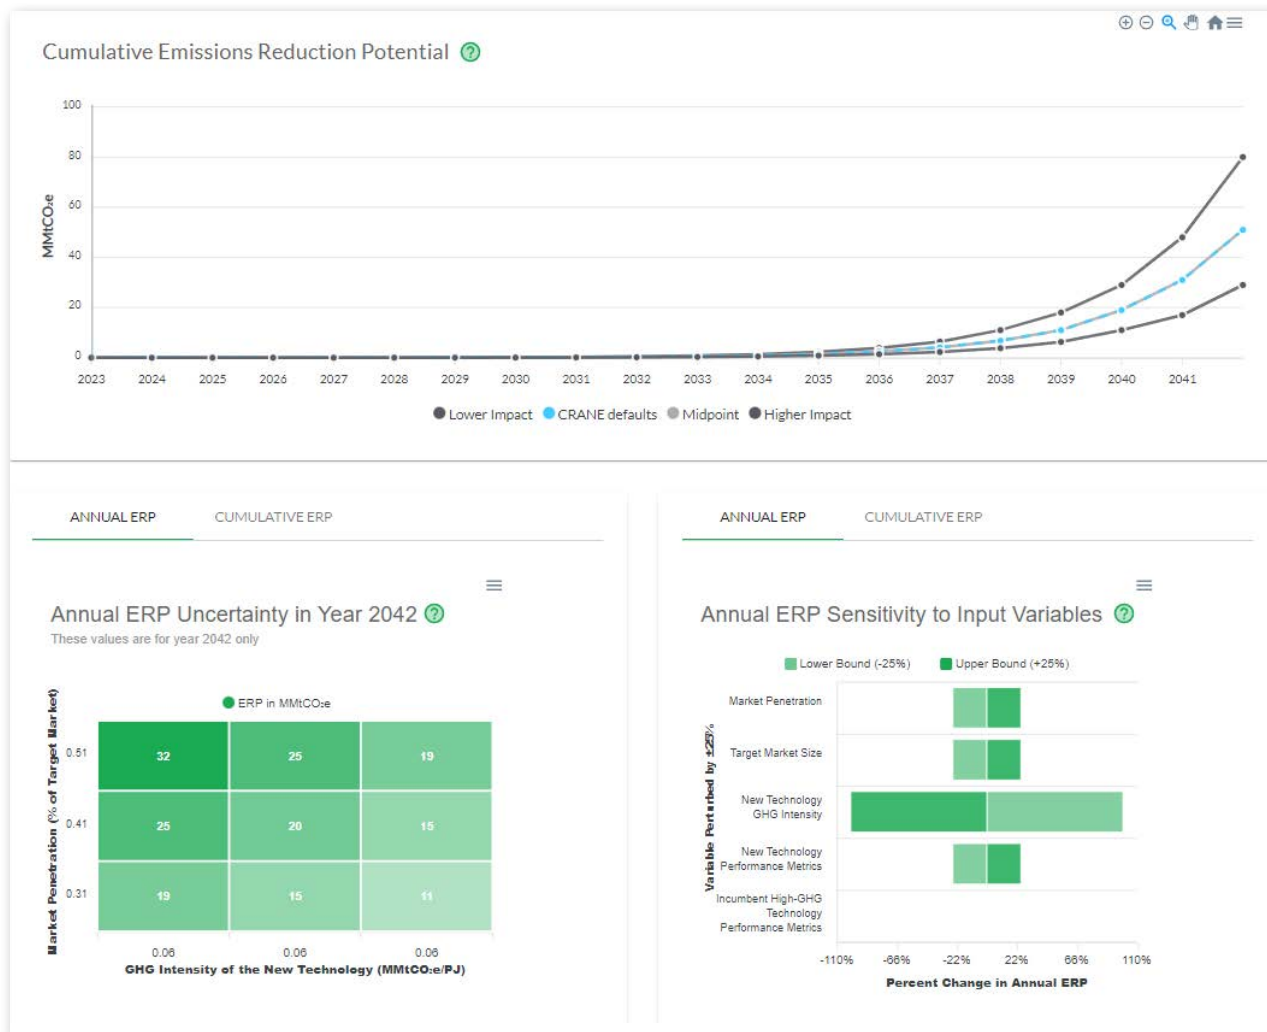 Cumulative Emissions Reduction Potential ?
100
80
60
40
20
0
MMtCO₂e
2023 2024 2025 2026 2027 2028 2029 2030 2031 2032 2033 2034 2035 2036 2037 2038 2039 2040 2041
Lower Impact CRANE defaults Midpoint Higher Impact
ANNUAL ERP CUMULATIVE ERP
Annual ERP Uncertainty in Year 2042 ?
These values are for year 2042 only
ERP in MMtCO₂e
Market Penetration (% of Target Market)
0.51 32 25 19
0.41 25 20 15
0.31 19 15 11
0.06 0.06 0.06
GHG Intensity of the New Technology (MMtCO₂e/PJ)
ANNUAL ERP CUMULATIVE ERP
Annual ERP Sensitivity to Input Variables ?
Lower Bound (-25%) Upper Bound (+25%)
Variable Perturbed by ±25%
Market Penetration
Target Market Size
New Technology
GHG Intensity
New Technology
Performance Metrics
Incumbent High-GHG
Technology
Performance Metrics
-110% -66% -22% 22% 66% 110%
Percent Change in Annual ERP